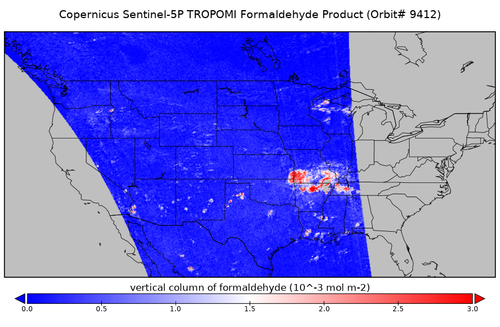 Copernicus Sentinel-5P TROPOMI Formaldehyde Product (Orbit# 9412)
vertical column of formaldehyde (10^-3 mol m-2)
0.0 0.5 1.0 1.5 2.0 2.5 3.0